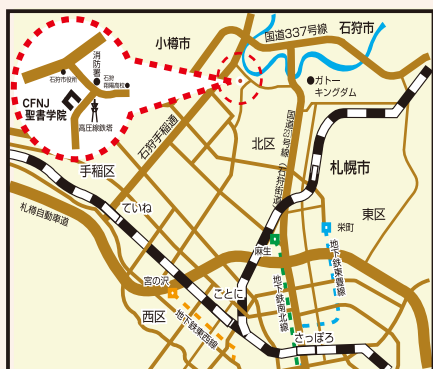 小樽市
国道337号線
石狩市
消防署
石狩市役所
石狩
翔陽高校
CFNJ
聖書学院
高圧線鉄塔
ガトー
キングダム
石狩手稲通
国道231号線（石狩街道）
北区
手稲区
札幌市
ていね
札樽自動車道
東区
栄町
麻生
地下鉄東豊線
宮の沢
ことに
地下鉄南北線
西区
地下鉄東西線
さっぽろ